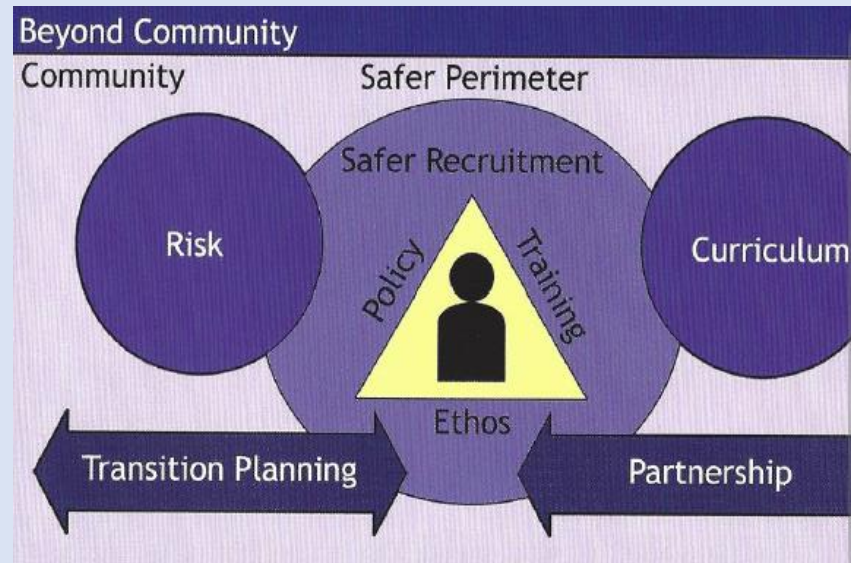 Beyond Community
Community
Safer Perimeter
Safer Recruitment
Risk
Policy
Training
Curriculum
Ethos
Transition Planning
Partnership